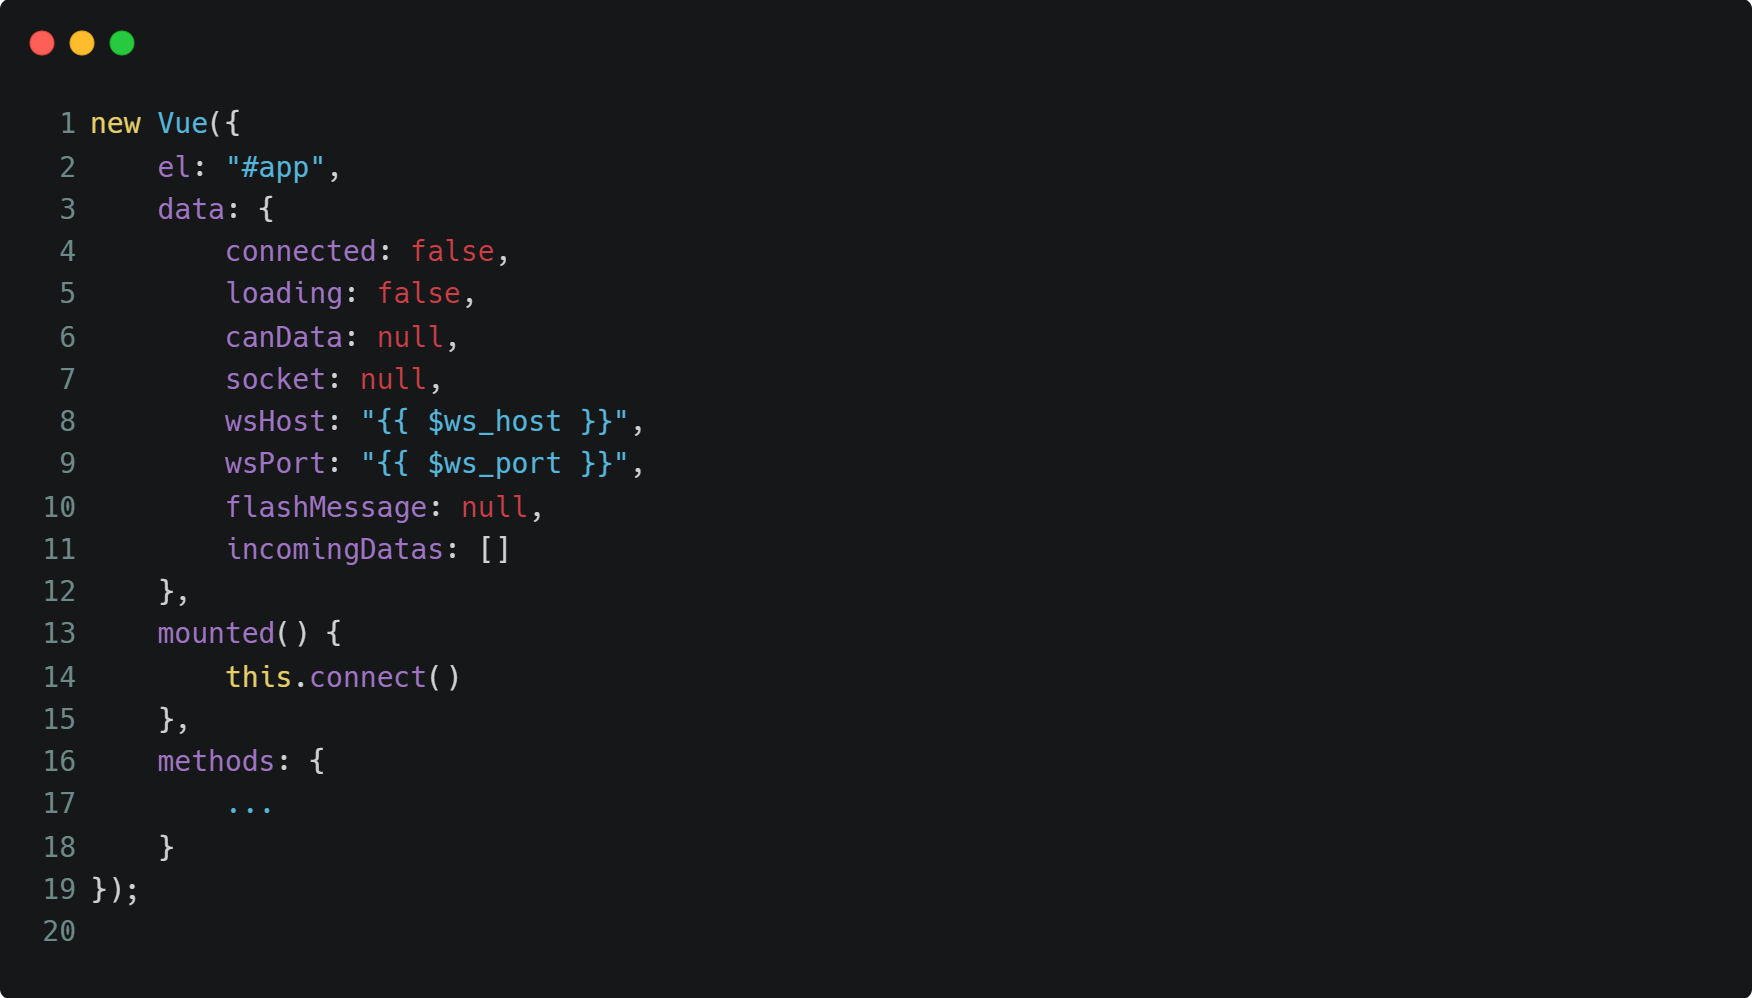 1 new Vue({
2     el: "#app",
3     data: {
4         connected: false,
5         loading: false,
6         canData: null,
7         socket: null,
8         wsHost: "{{ $ws_host }}",
9         wsPort: "{{ $ws_port }}",
10         flashMessage: null,
11         incomingDatas: []
12     },
13     mounted() {
14         this.connect()
15     },
16     methods: {
17         ...
18     }
19 });
20